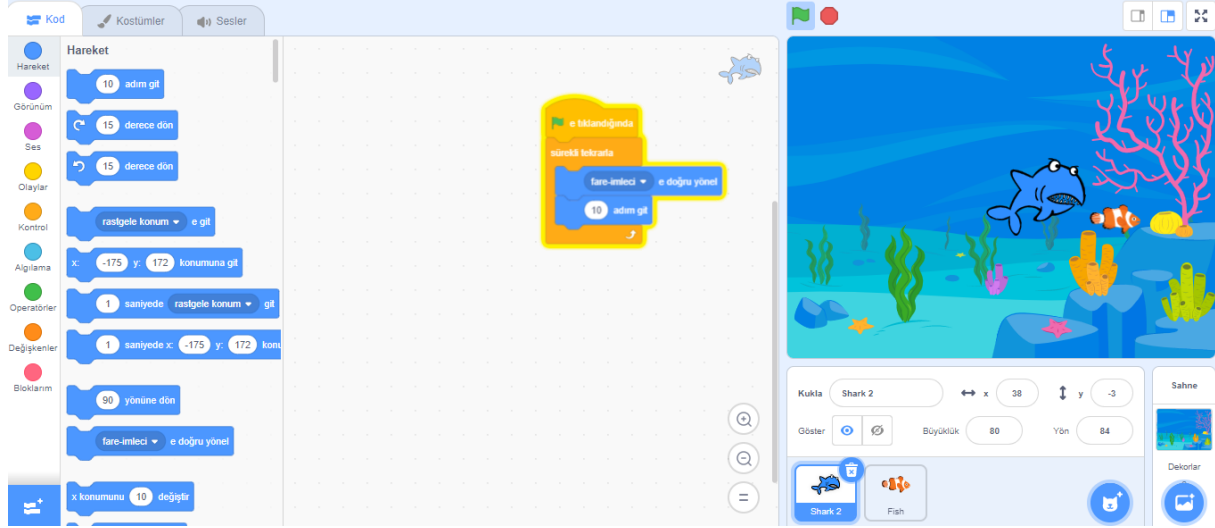 Kod
Kostümler
Sesler
Hareket
Görünüm
Ses
Olaylar
Kontrol
Algılama
Operatörler
Değişkenler
Bloklarım
Hareket
10 adım git
15 derece dön
15 derece dön
rastgele konum e git
x: -175 y: 172 konumuna git
1 saniyede rastgele konum git
1 saniyede x: -175 y: 172 konu
90 yönüne dön
fare-imleci e doğru yönel
x konumunu 10 değiştir
e tıklandığında
sürekli tekrarla
fare-imleci e doğru yönel
10 adım git
Kukla Shark 2 x 38 y -3
Göster Büyüklük 80 Yön 84
Shark 2
Fish
Sahne
Dekorlar